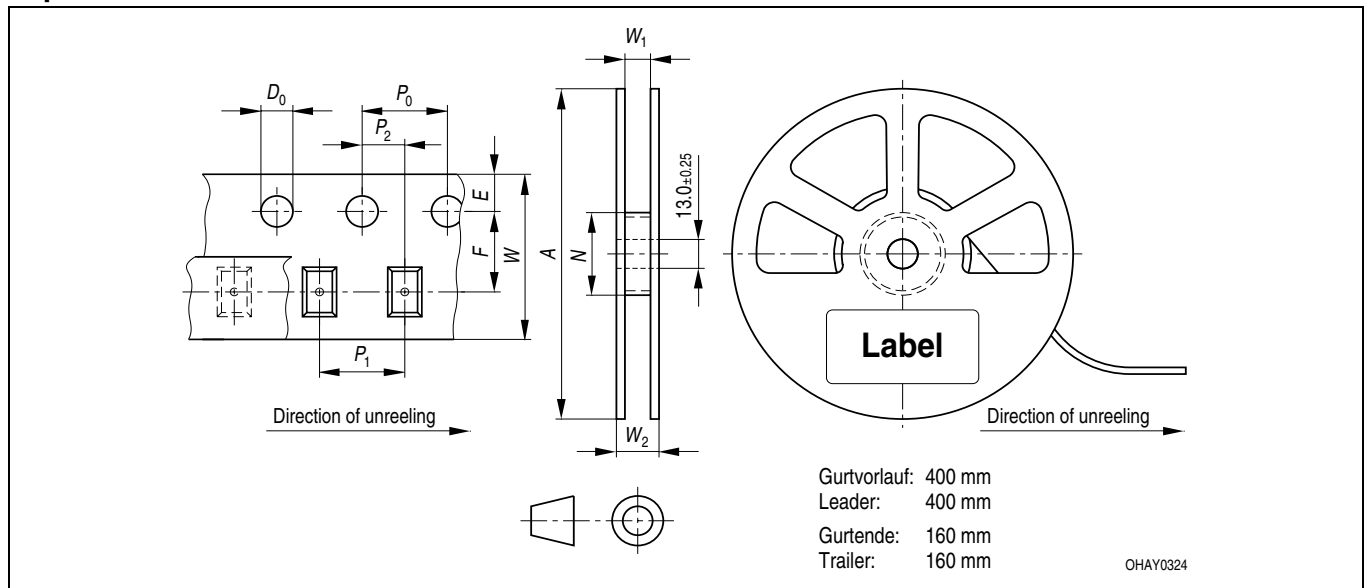 W1
D0
P0
P2
E
F
W
A
N
13.0±0.25
P1
Label
Direction of unreeling
Direction of unreeling
W2
Gurtvorlauf: 400 mm
Leader: 400 mm
Gurtende: 160 mm
Trailer: 160 mm
OHAY0324